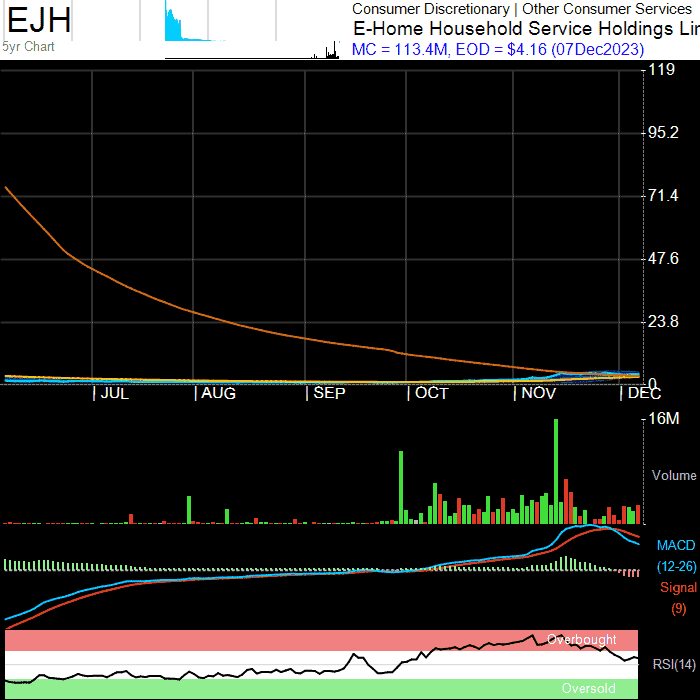 EJH
5yr Chart
Consumer Discretionary | Other Consumer Services
E-Home Household Service Holdings Lir
MC = 113.4M, EOD = $4.16 (07Dec2023)
119
95.2
71.4
47.6
23.8
0
JUL AUG SEP OCT NOV DEC
16M
Volume
MACD
(12-26)
Signal
(9)
Overbought
RSI(14)
Oversold